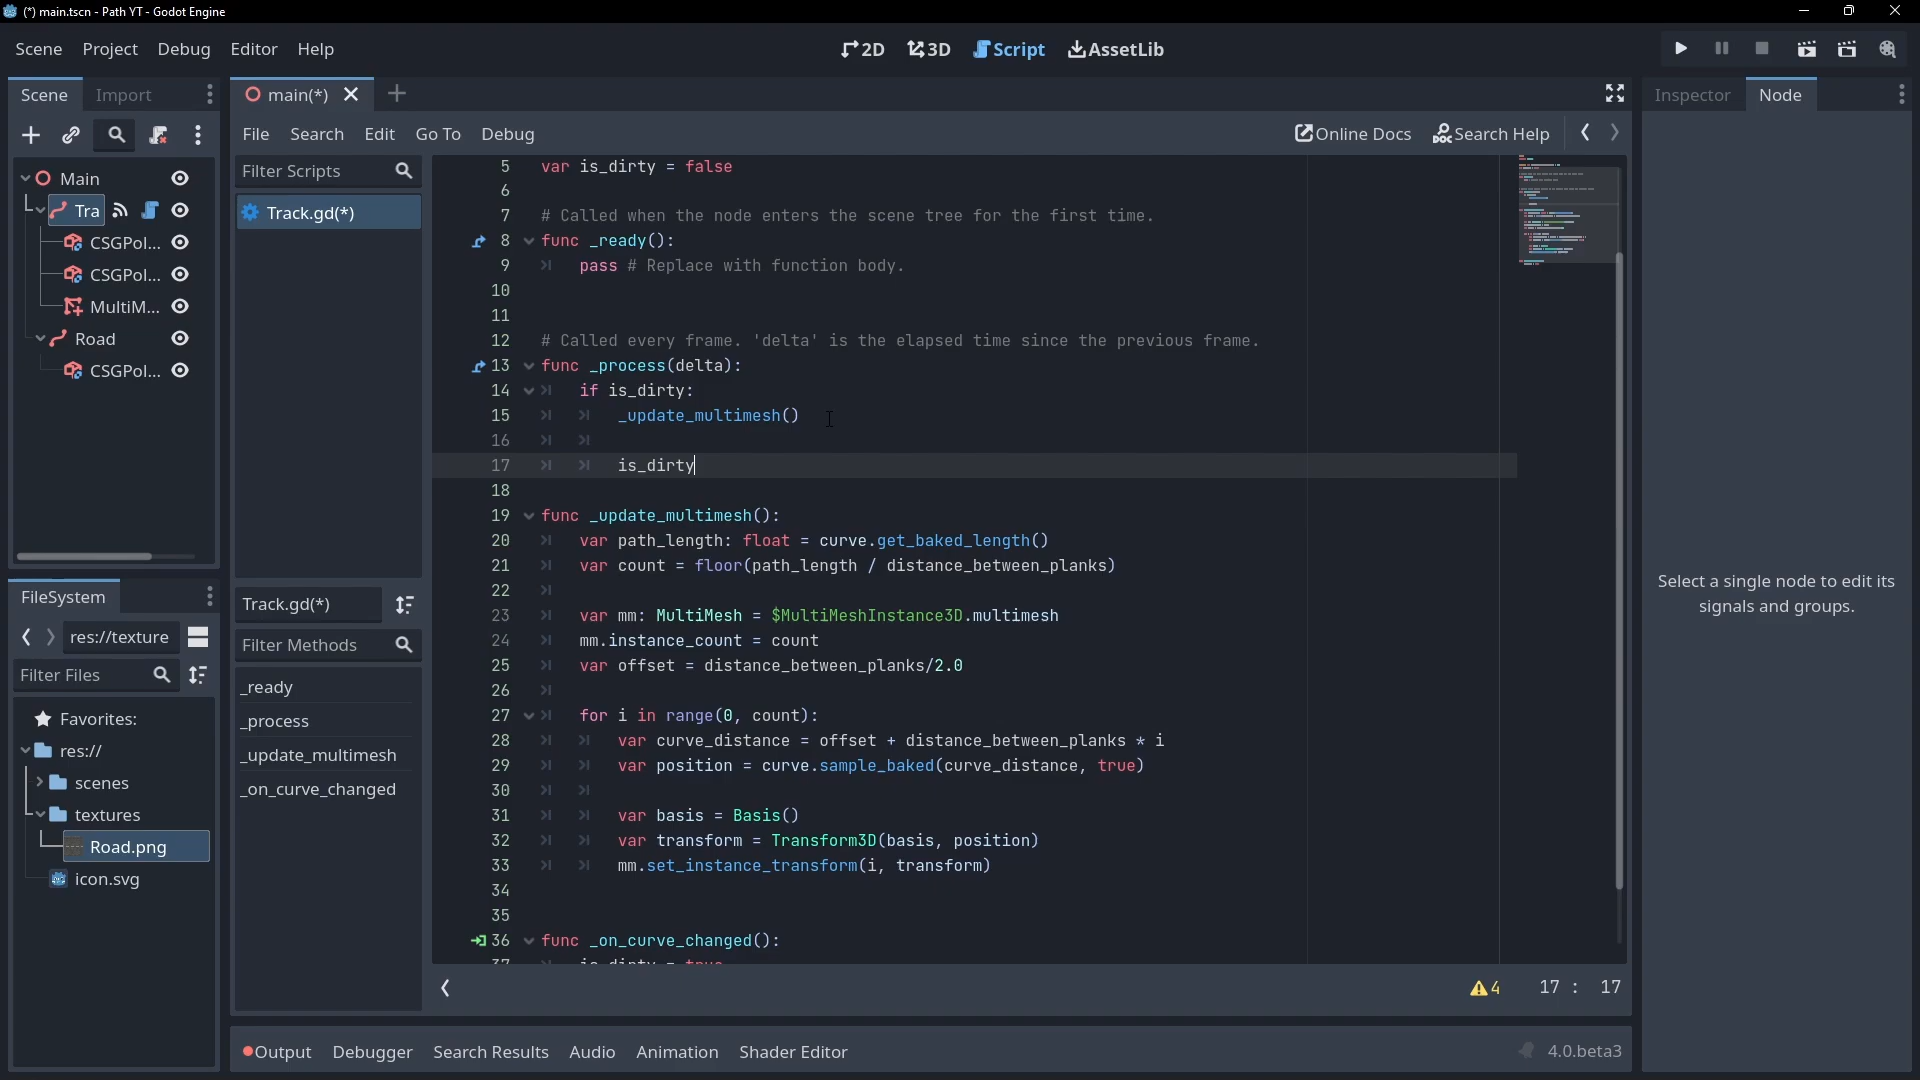 (*) main.tscn - Path YT - Godot Engine
Scene Project Debug Editor Help
2D 3D Script AssetLib
Scene Import
main(*)
Inspector Node
File Search Edit Go To Debug
Online Docs Search Help
Main
Tra
CSGPol...
CSGPol...
MultiM...
Road
CSGPol...
FileSystem
res://texture
Filter Files
Favorites:
res://
scenes
textures
Road.png
icon.svg
Filter Scripts
Track.gd(*)
Track.gd(*)
Filter Methods
_ready
_process
_update_multimesh
_on_curve_changed
5 var is_dirty = false
6
7 # Called when the node enters the scene tree for the first time.
8 func _ready():
9 pass # Replace with function body.
10
11
12 # Called every frame. 'delta' is the elapsed time since the previous frame.
13 func _process(delta):
14 if is_dirty:
15 _update_multimesh()
16
17 is_dirty
18
19 func _update_multimesh():
20 var path_length: float = curve.get_baked_length()
21 var count = floor(path_length / distance_between_planks)
22
23 var mm: MultiMesh = $MultiMeshInstance3D.multimesh
24 mm.instance_count = count
25 var offset = distance_between_planks/2.0
26
27 for i in range(0, count):
28 var curve_distance = offset + distance_between_planks * i
29 var position = curve.sample_baked(curve_distance, true)
30
31 var basis = Basis()
32 var transform = Transform3D(basis, position)
33 mm.set_instance_transform(i, transform)
34
35
36 func _on_curve_changed():
37 is_dirty = true
4 17 : 17
Select a single node to edit its
signals and groups.
Output Debugger Search Results Audio Animation Shader Editor
4.0.beta3